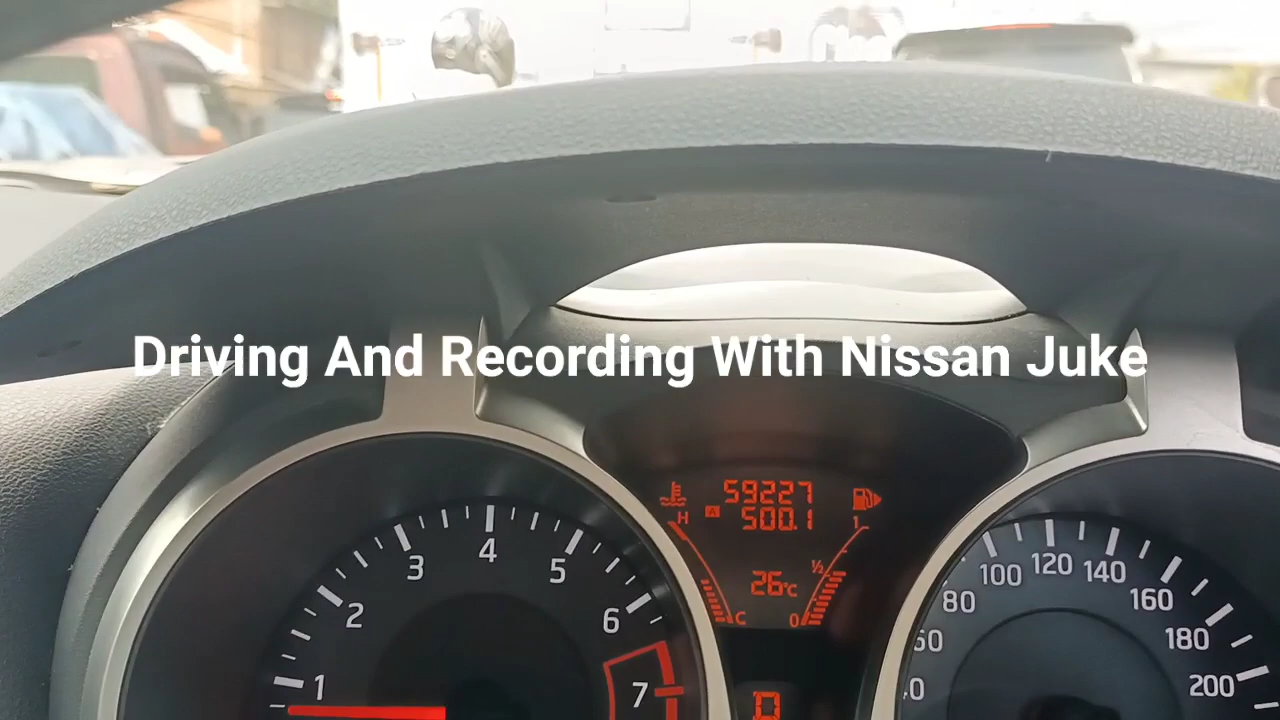 Driving And Recording With Nissan Juke
59227
A 500.1
H 1
½
26°C
C 0
1 2 3 4 5 6 7
80 100 120 140 160 180 200